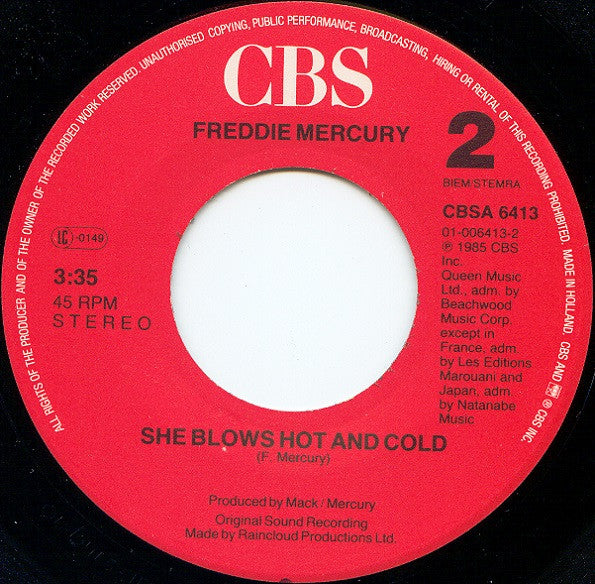 ALL RIGHTS OF THE PRODUCER AND OF THE OWNER OF THE RECORDED WORK RESERVED. UNAUTHORISED COPYING, PUBLIC PERFORMANCE, BROADCASTING, HIRING OR RENTAL OF THIS RECORDING PROHIBITED. MADE IN HOLLAND. CBS AND ® CBS INC.
CBS
FREDDIE MERCURY
2
BIEM/STEMRA
CBSA 6413
01-006413-2
℗ 1985 CBS
Inc.
Queen Music
Ltd., adm. by
Beachwood
Music Corp.
except in
France, adm.
by Les Editions
Marouani and
Japan, adm.
by Natanabe
Music
LC-0149
3:35
45 RPM
STEREO
SHE BLOWS HOT AND COLD
(F. Mercury)
Produced by Mack / Mercury
Original Sound Recording
Made by Raincloud Productions Ltd.